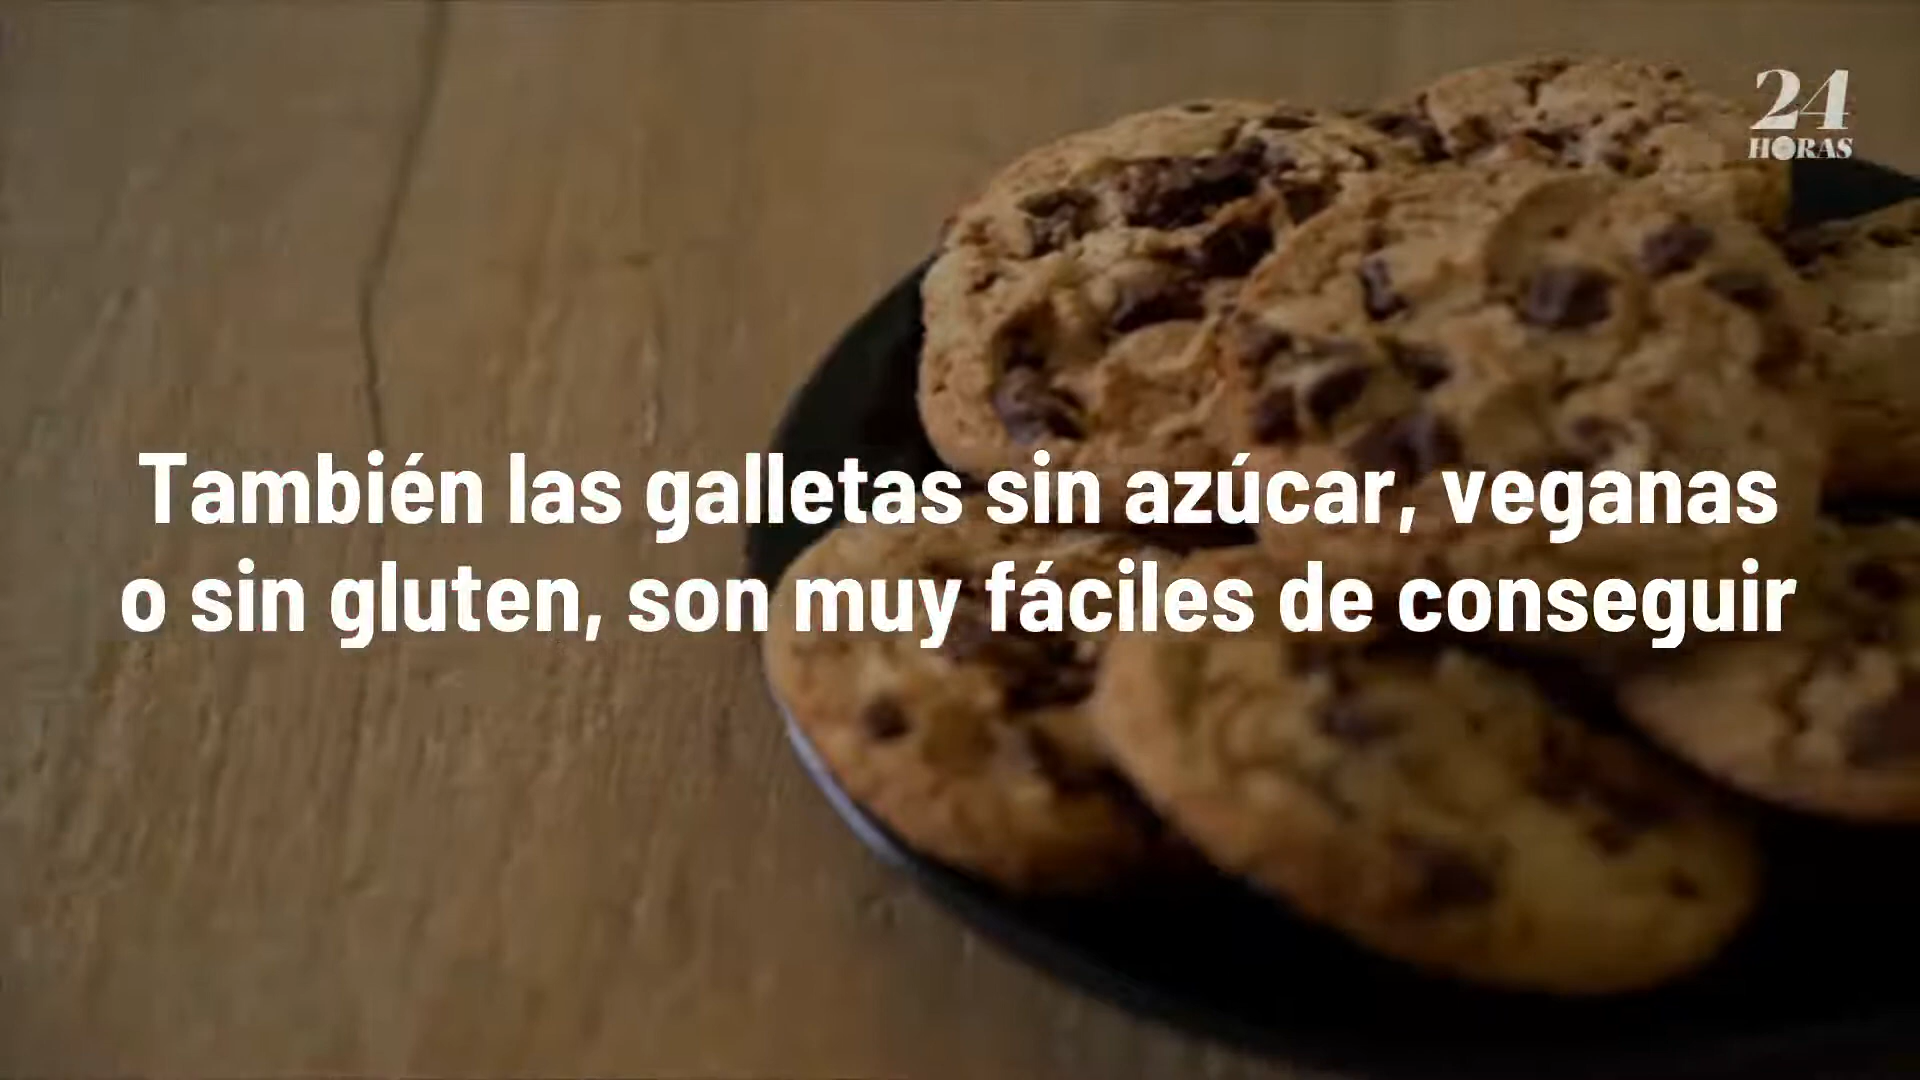 24
HORAS
También las galletas sin azúcar, veganas
o sin gluten, son muy fáciles de conseguir